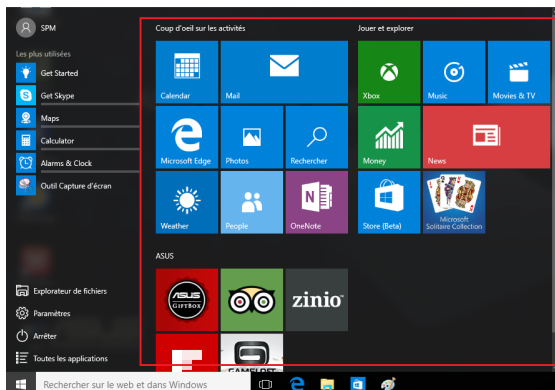 SPM
Les plus utilisées
Get Started
Get Skype
Maps
Calculator
Alarms & Clock
Outil Capture d'écran
Explorateur de fichiers
Paramètres
Arrêter
Toutes les applications
Coup d'oeil sur les activités
Calendar
Mail
Microsoft Edge
Photos
Rechercher
Weather
People
OneNote
ASUS
ASUS
GIFTBOX
zinio
Jouer et explorer
Xbox
Music
Movies & TV
Money
News
Store (Beta)
Microsoft
Solitaire Collection
Rechercher sur le web et dans Windows